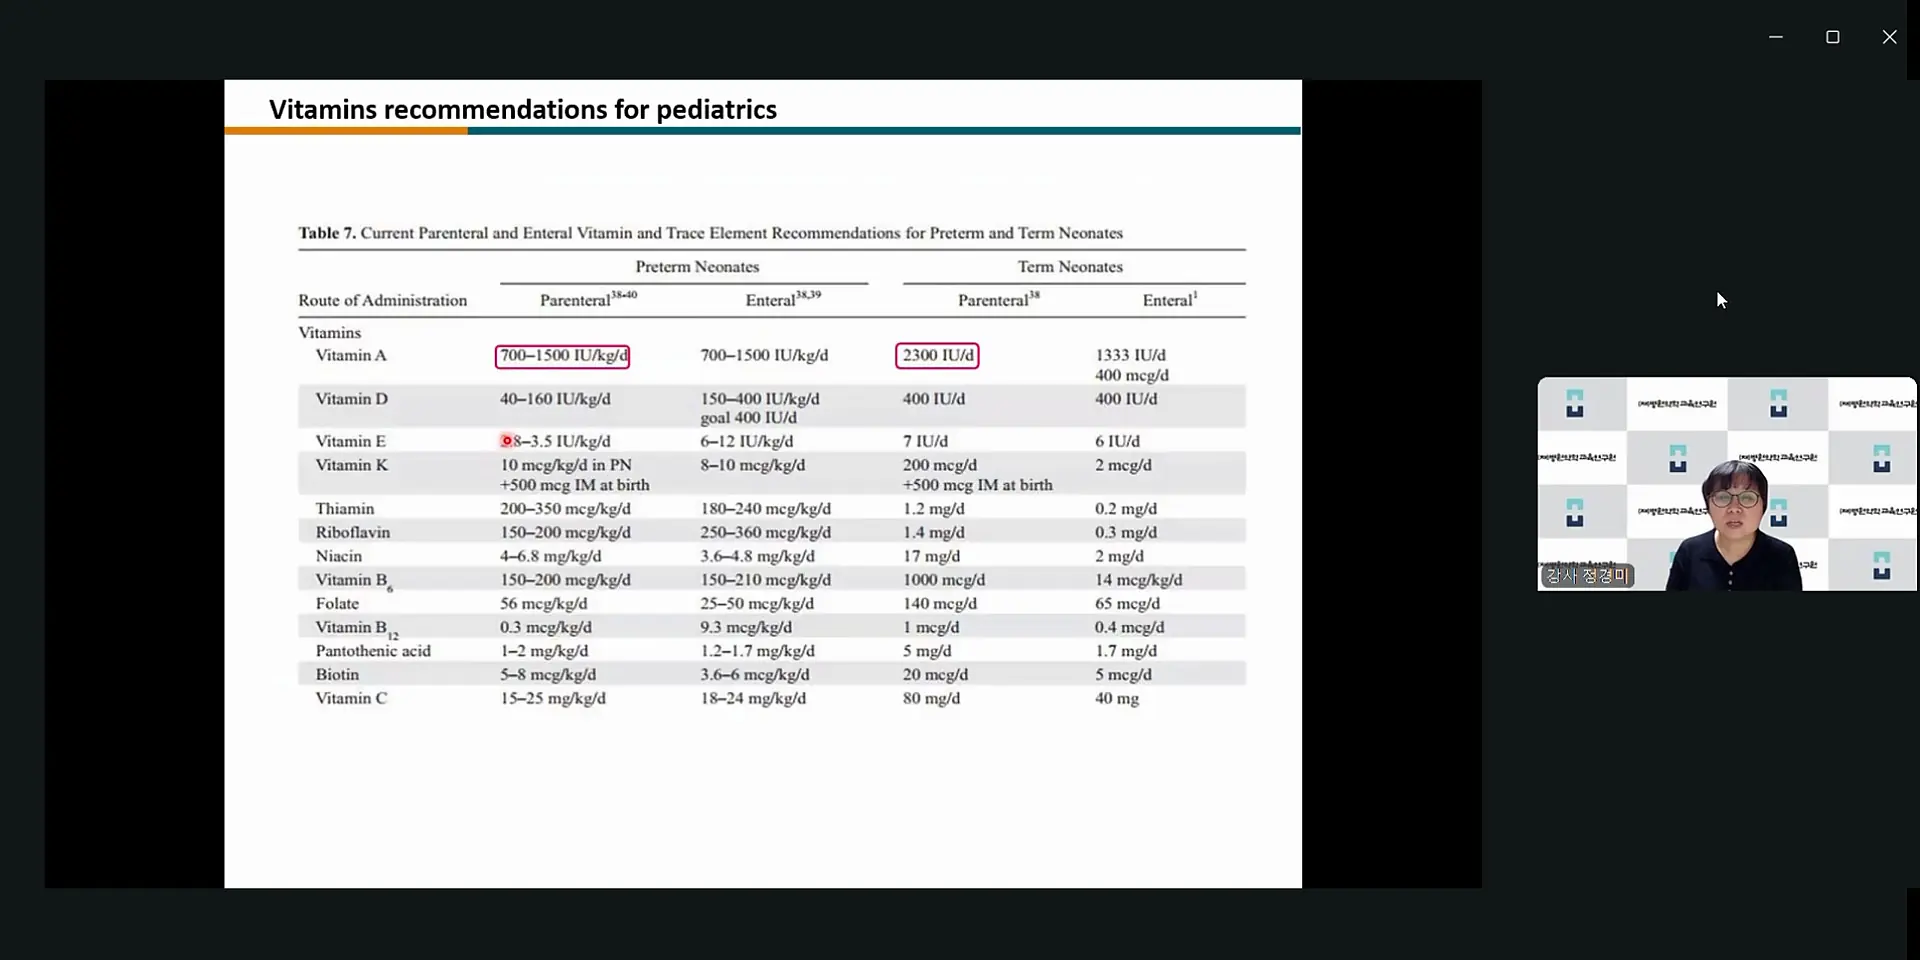 Vitamins recommendations for pediatrics
Table 7. Current Parenteral and Enteral Vitamin and Trace Element Recommendations for Preterm and Term Neonates
Preterm Neonates Term Neonates
Route of Administration Parenteral38-40 Enteral38,39 Parenteral38 Enteral1
Vitamins
Vitamin A 700–1500 IU/kg/d 700–1500 IU/kg/d 2300 IU/d 1333 IU/d
400 mcg/d
Vitamin D 40–160 IU/kg/d 150–400 IU/kg/d 400 IU/d 400 IU/d
goal 400 IU/d
Vitamin E 8–3.5 IU/kg/d 6–12 IU/kg/d 7 IU/d 6 IU/d
Vitamin K 10 mcg/kg/d in PN 8–10 mcg/kg/d 200 mcg/d 2 mcg/d
+500 mcg IM at birth +500 mcg IM at birth
Thiamin 200–350 mcg/kg/d 180–240 mcg/kg/d 1.2 mg/d 0.2 mg/d
Riboflavin 150–200 mcg/kg/d 250–360 mcg/kg/d 1.4 mg/d 0.3 mg/d
Niacin 4–6.8 mg/kg/d 3.6–4.8 mg/kg/d 17 mg/d 2 mg/d
Vitamin B6 150–200 mcg/kg/d 150–210 mcg/kg/d 1000 mcg/d 14 mcg/kg/d
Folate 56 mcg/kg/d 25–50 mcg/kg/d 140 mcg/d 65 mcg/d
Vitamin B12 0.3 mcg/kg/d 9.3 mcg/kg/d 1 mcg/d 0.4 mcg/d
Pantothenic acid 1–2 mg/kg/d 1.2–1.7 mg/kg/d 5 mg/d 1.7 mg/d
Biotin 5–8 mcg/kg/d 3.6–6 mcg/kg/d 20 mcg/d 5 mcg/d
Vitamin C 15–25 mg/kg/d 18–24 mg/kg/d 80 mg/d 40 mg
(재)병원약학교육연구원
강사 정경미